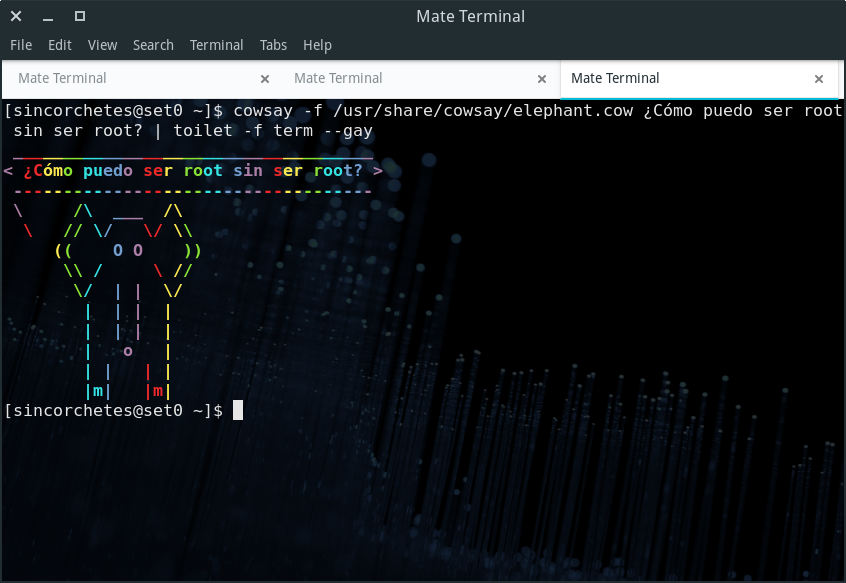 Mate Terminal
File Edit View Search Terminal Tabs Help
Mate Terminal Mate Terminal Mate Terminal
[sincorchetes@set0 ~]$ cowsay -f /usr/share/cowsay/elephant.cow ¿Cómo puedo ser root
 sin ser root? | toilet -f term --gay
 ____________________________________
< ¿Cómo puedo ser root sin ser root? >
 ------------------------------------
 \     /\  ___  /\
  \   // \/   \/ \\
     ((    O O    ))
      \\ /     \ //
       \/  | |  \/
        |  | |  |
        |  | |  |
        |   o   |
        | |   | |
        |m|   |m|
[sincorchetes@set0 ~]$